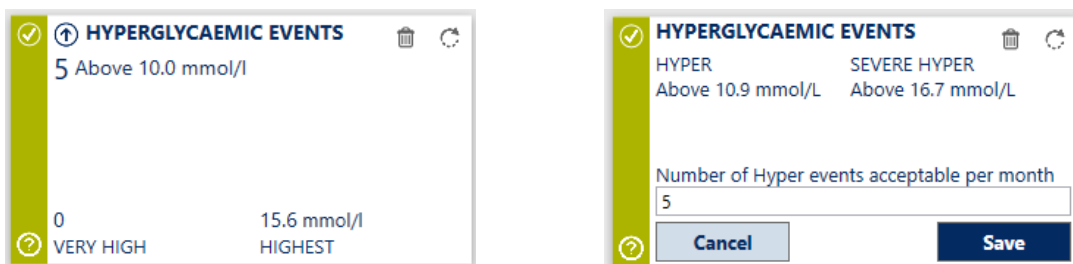 HYPERGLYCAEMIC EVENTS
5 Above 10.0 mmol/l
0 15.6 mmol/l
VERY HIGH HIGHEST
HYPERGLYCAEMIC EVENTS
HYPER SEVERE HYPER
Above 10.9 mmol/L Above 16.7 mmol/L
Number of Hyper events acceptable per month
5
Cancel Save